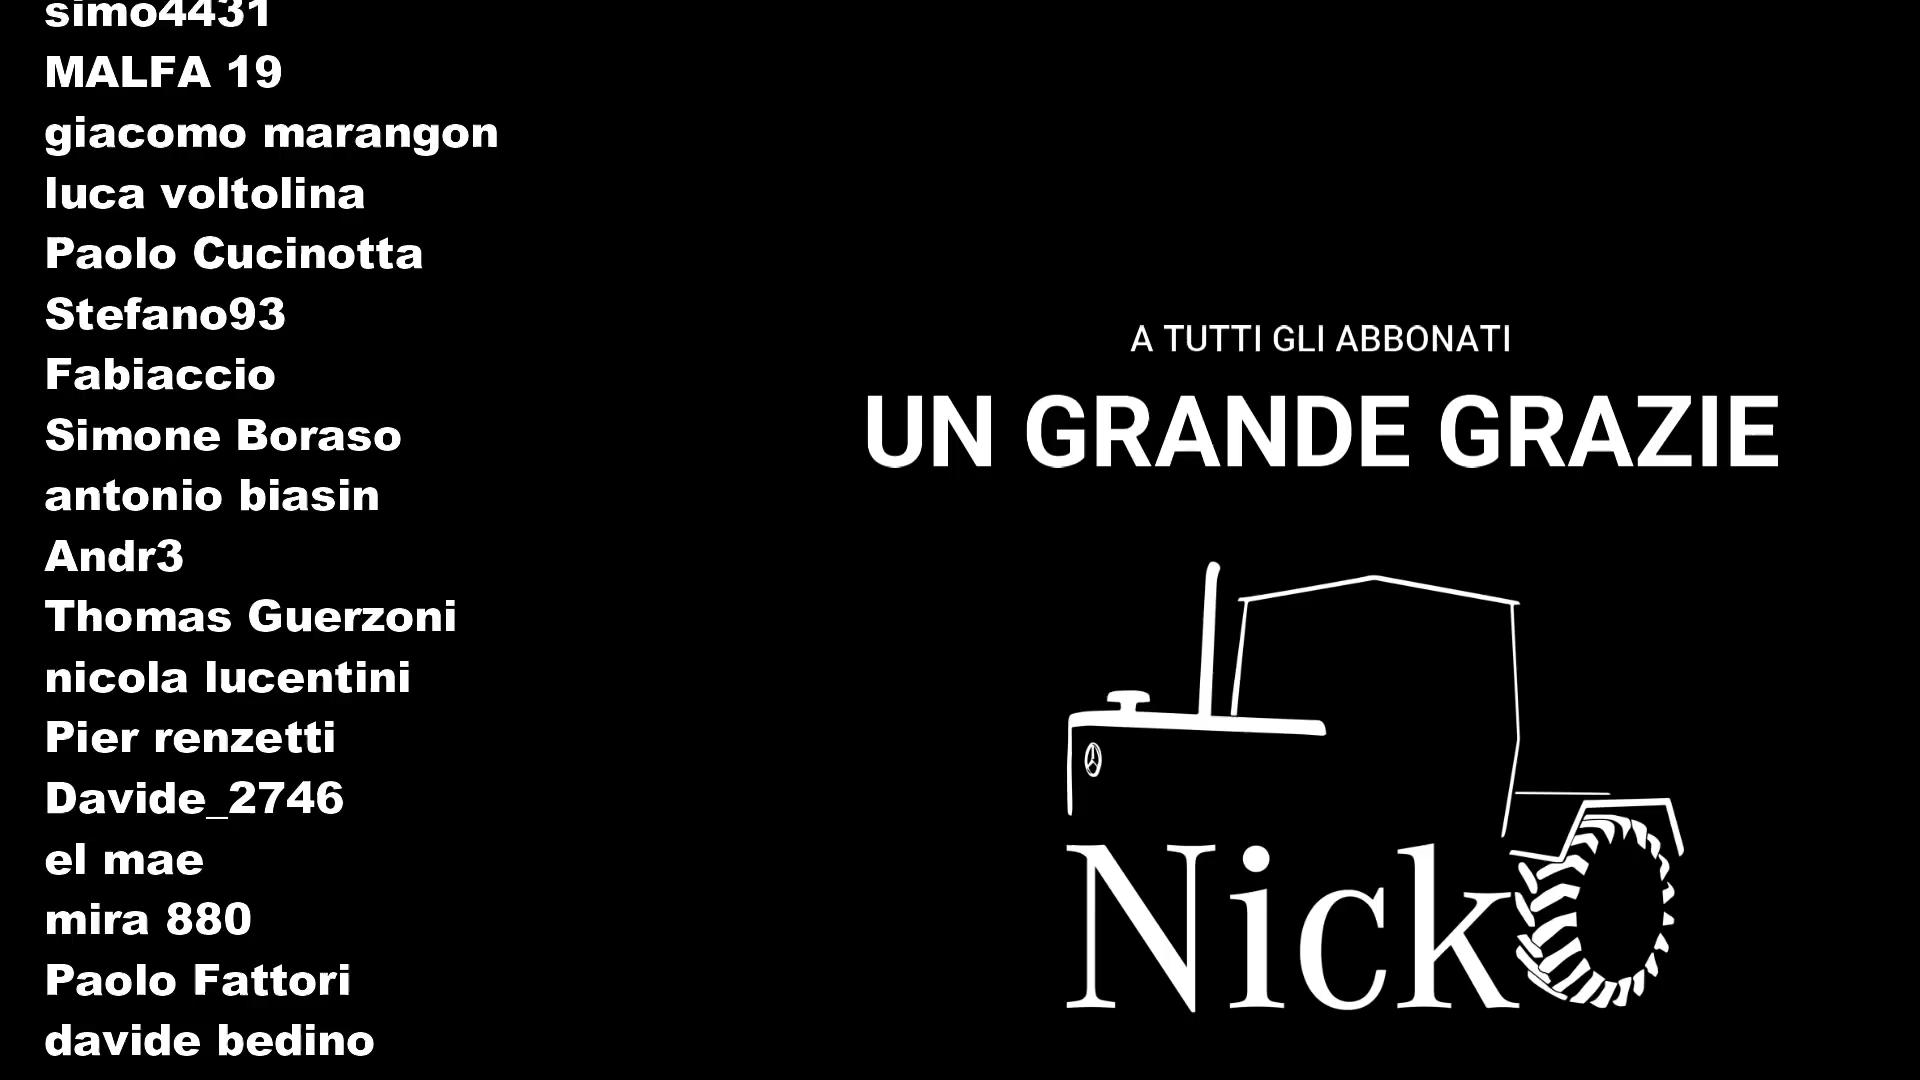 simo4431
MALFA 19
giacomo marangon
luca voltolina
Paolo Cucinotta
Stefano93
Fabiaccio
Simone Boraso
antonio biasin
Andr3
Thomas Guerzoni
nicola lucentini
Pier renzetti
Davide_2746
el mae
mira 880
Paolo Fattori
davide bedino
A TUTTI GLI ABBONATI
UN GRANDE GRAZIE
Nicko